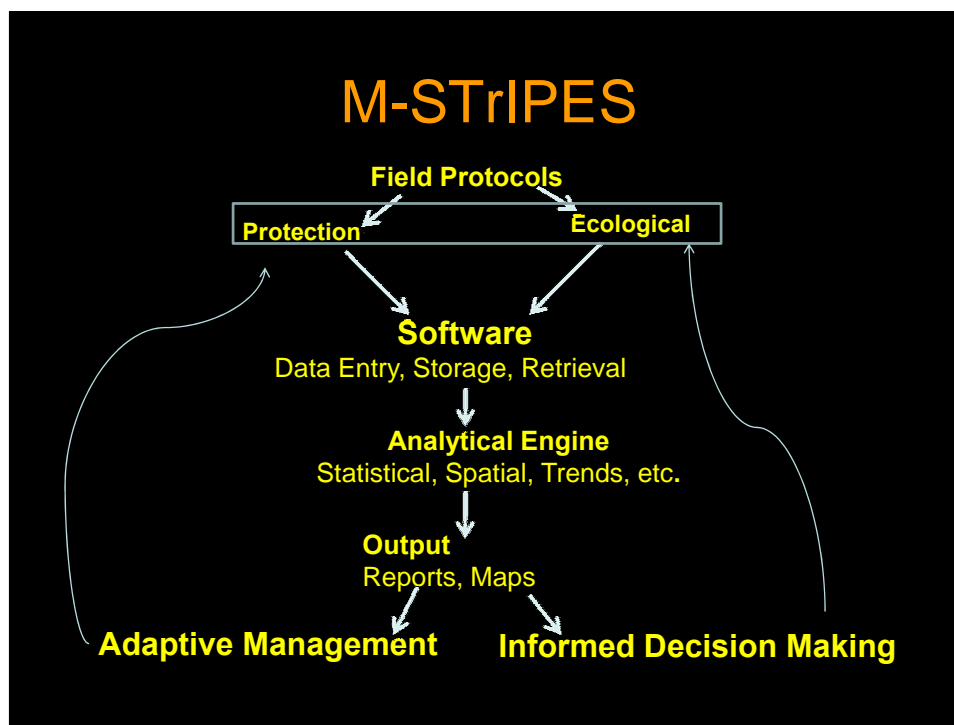 M-STrIPES
Field Protocols
Protection
Ecological
Software
Data Entry, Storage, Retrieval
Analytical Engine
Statistical, Spatial, Trends, etc.
Output
Reports, Maps
Adaptive Management
Informed Decision Making